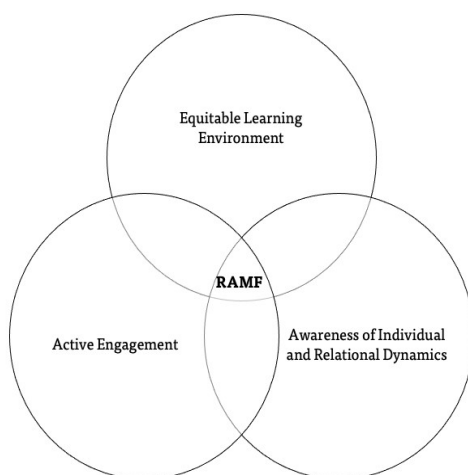 Equitable Learning
Environment
RAMF
Active Engagement
Awareness of Individual
and Relational Dynamics